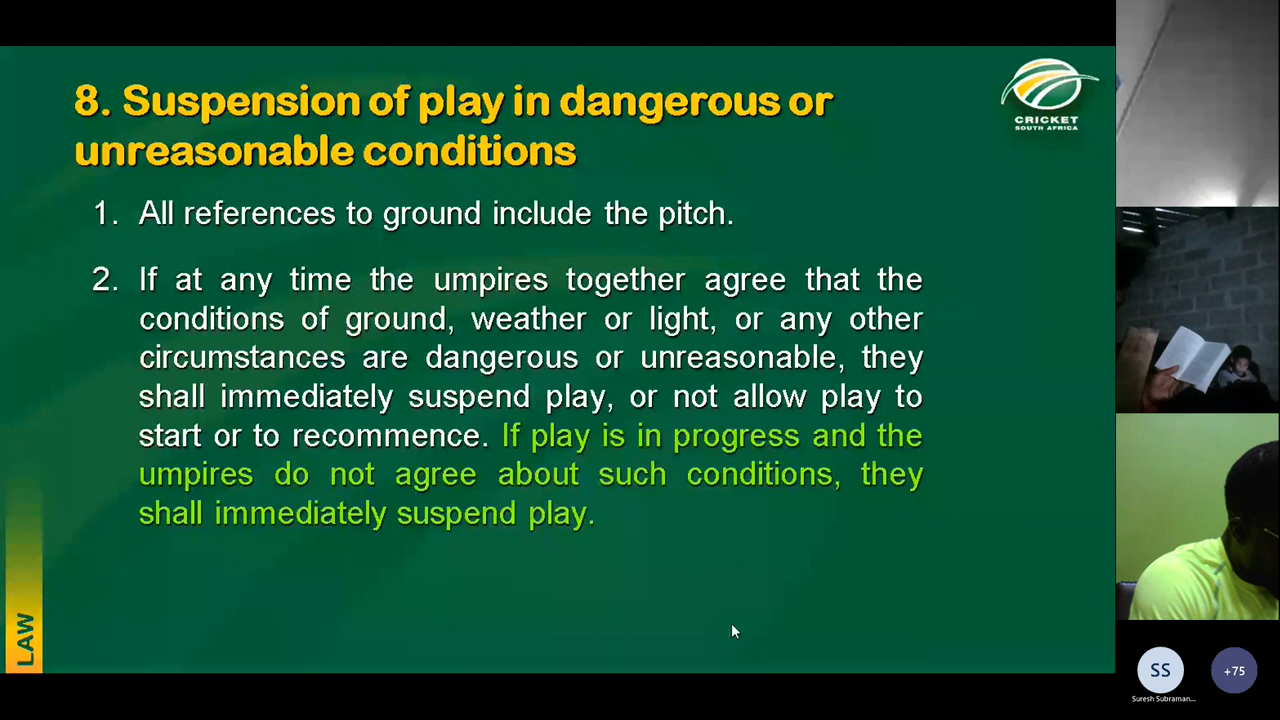 8. Suspension of play in dangerous or
unreasonable conditions
CRICKET
SOUTH AFRICA
1. All references to ground include the pitch.
2. If at any time the umpires together agree that the
conditions of ground, weather or light, or any other
circumstances are dangerous or unreasonable, they
shall immediately suspend play, or not allow play to
start or to recommence. If play is in progress and the
umpires do not agree about such conditions, they
shall immediately suspend play.
LAW
SS
+75
Suresh Subraman...